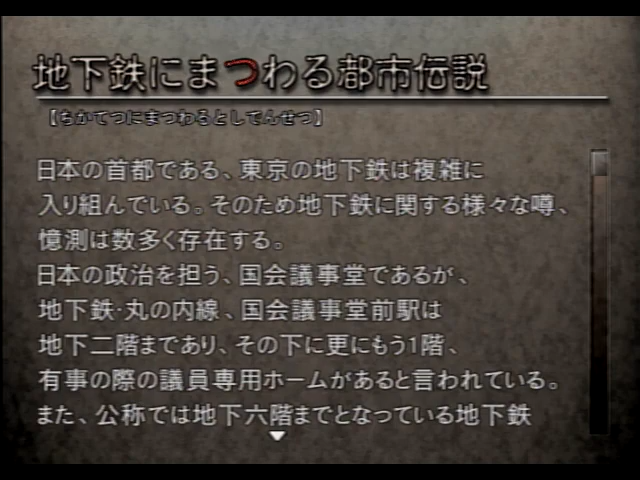 地下鉄にまつわる都市伝説
【ちかてつにまつわるとしでんせつ】
日本の首都である、東京の地下鉄は複雑に
入り組んでいる。そのため地下鉄に関する様々な噂、
憶測は数多く存在する。
日本の政治を担う、国会議事堂であるが、
地下鉄・丸の内線、国会議事堂前駅は
地下二階まであり、その下に更にもう1階、
有事の際の議員専用ホームがあると言われている。
また、公称では地下六階までとなっている地下鉄